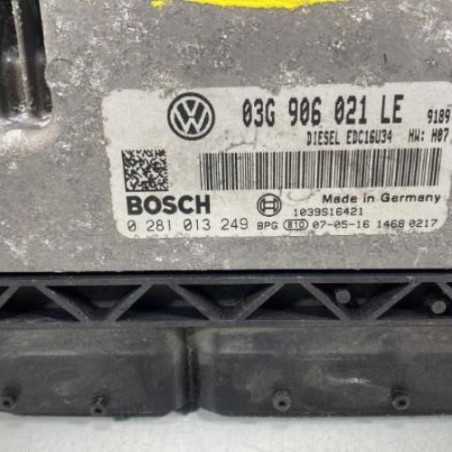 03G 906 021 LE 9189
DIESEL EDC16U34 HW: H07
BOSCH
Made in Germany
1039S16421
0 281 013 249 BPG 810 07-05-16 1468 0217